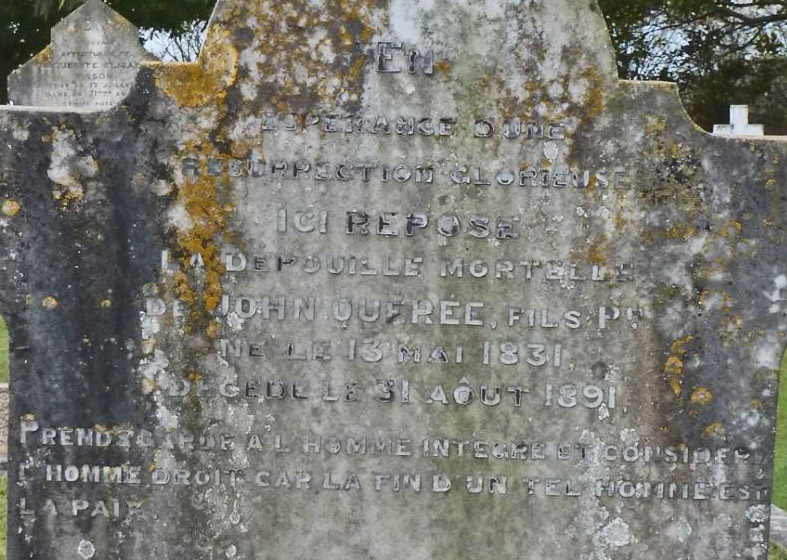 EN
ESPERANCE D'UNE
RESURRECTION GLORIEUSE
ICI REPOSE
LA DEPOUILLE MORTELLE
DE JOHN QUÉRÉE, FILS Pᴴ
NÉ LE 13 MAI 1831,
DÉCÉDÉ LE 31 AOÛT 1891,
PRENDS GARDE À L'HOMME INTÈGRE ET CONSIDÈRE
L'HOMME DROIT CAR LA FIN D'UN TEL HOMME EST
LA PAIX